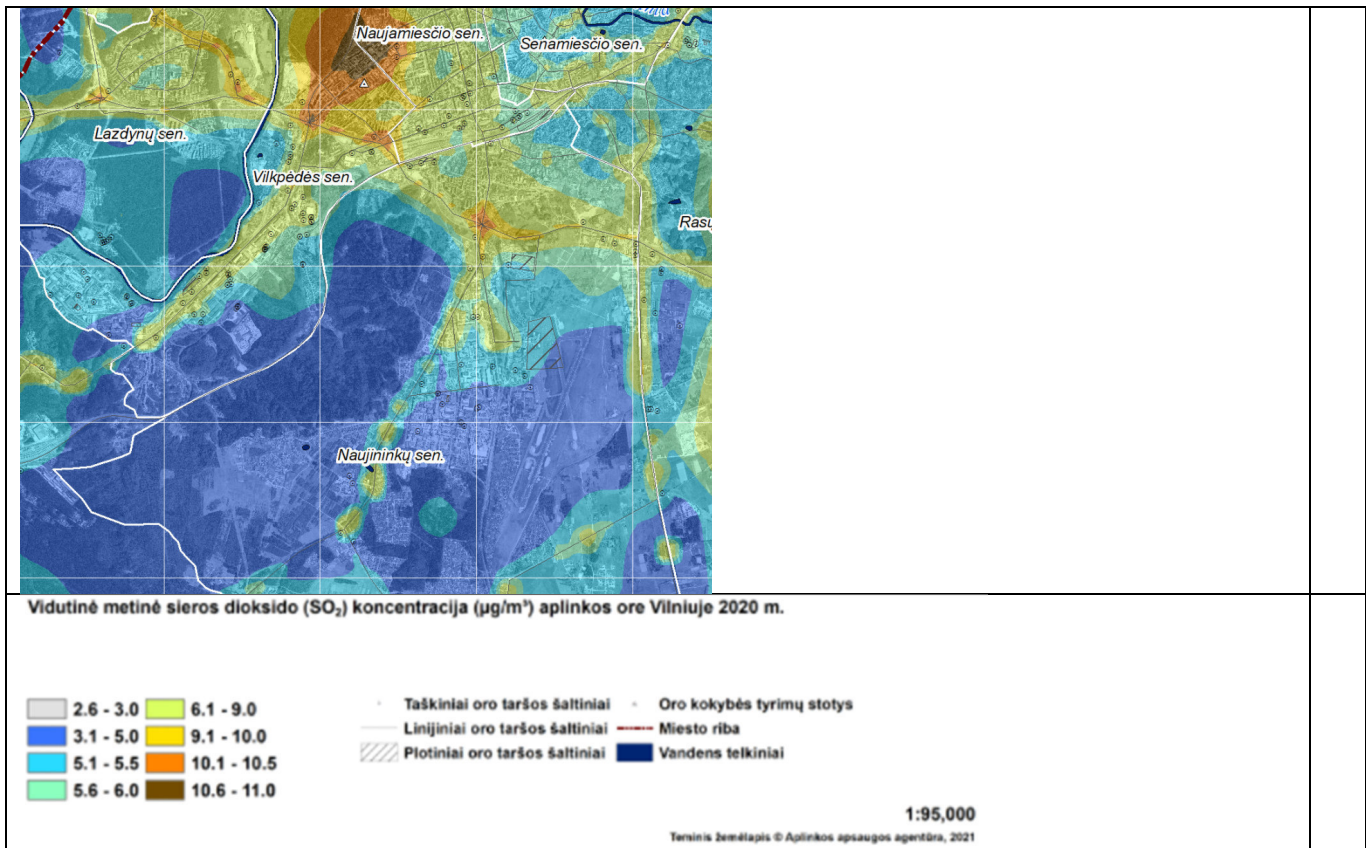 Naujamiesčio sen.
Senamiesčio sen.
Lazdynų sen.
Vilkpėdės sen.
Naujininkų sen.
Vidutinė metinė sieros dioksido (SO₂) koncentracija (µg/m³) aplinkos ore Vilniuje 2020 m.
2.6 - 3.0
6.1 - 9.0
3.1 - 5.0
9.1 - 10.0
5.1 - 5.5
10.1 - 10.5
5.6 - 6.0
10.6 - 11.0
Taškiniai oro taršos šaltiniai
Oro kokybės tyrimų stotys
Linijiniai oro taršos šaltiniai
Miesto riba
Plotiniai oro taršos šaltiniai
Vandens telkiniai
1:95,000
Teminis žemėlapis © Aplinkos apsaugos agentūra, 2021